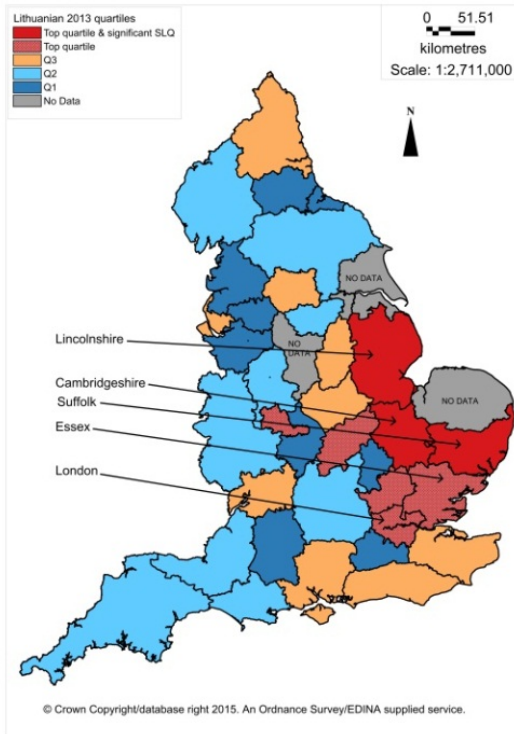 Lithuanian 2013 quartiles
Top quartile & significant SLQ
Top quartile
Q3
Q2
Q1
No Data
0 51.51
kilometres
Scale: 1:2,711,000
N
NO DATA
NO
DATA
Lincolnshire
Cambridgeshire
NO DATA
Suffolk
Essex
London
© Crown Copyright/database right 2015. An Ordnance Survey/EDINA supplied service.